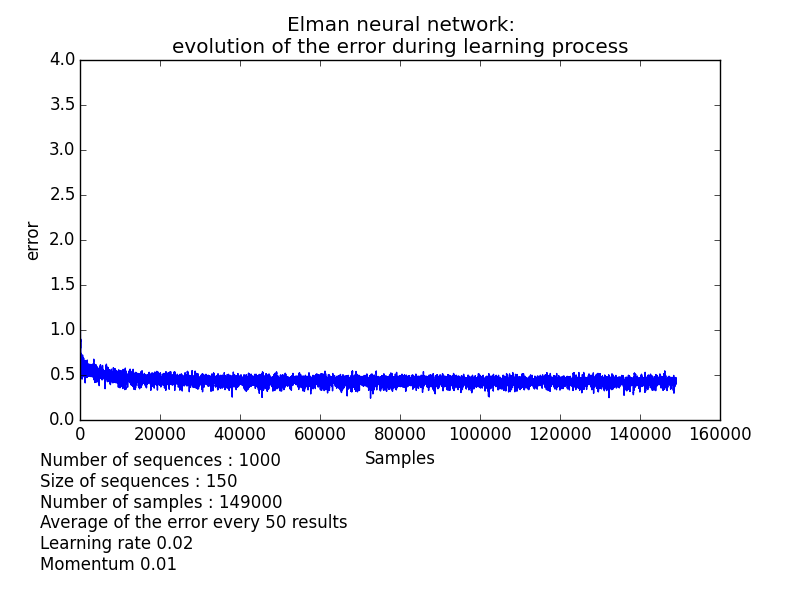 Elman neural network:
evolution of the error during learning process
4.0
3.5
3.0
2.5
2.0
1.5
1.0
0.5
0.0
error
0 20000 40000 60000 80000 100000 120000 140000 160000
Samples
Number of sequences : 1000
Size of sequences : 150
Number of samples : 149000
Average of the error every 50 results
Learning rate 0.02
Momentum 0.01